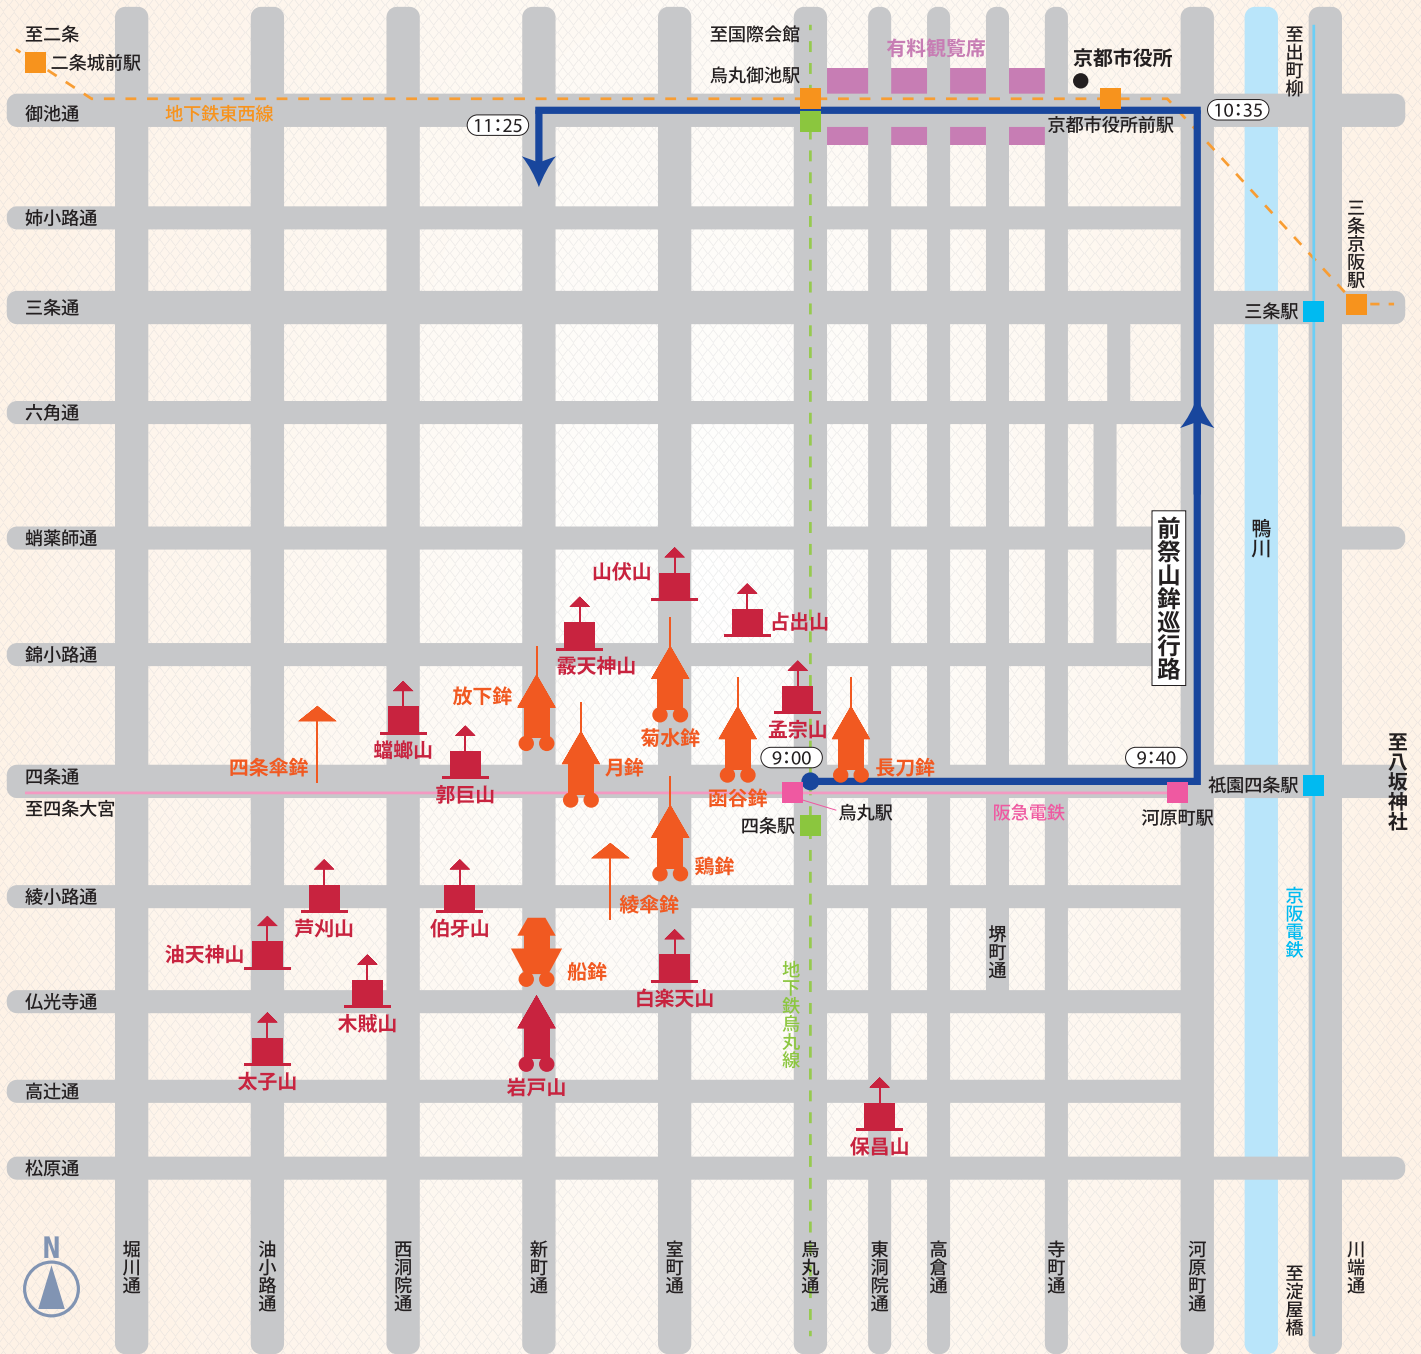 至二条
二条城前駅
至国際会館
烏丸御池駅
有料観覧席
京都市役所
至出町柳
御池通
地下鉄東西線
11:25
京都市役所前駅
10:35
姉小路通
三条京阪駅
三条通
三条駅
六角通
蛸薬師通
前祭山鉾巡行路
鴨川
山伏山
占出山
錦小路通
霰天神山
放下鉾
菊水鉾
孟宗山
蟷螂山
四条傘鉾
月鉾
9:00
長刀鉾
9:40
至八坂神社
四条通
郭巨山
函谷鉾
祇園四条駅
至四条大宮
四条駅
烏丸駅
阪急電鉄
河原町駅
鶏鉾
綾小路通
綾傘鉾
京阪電鉄
芦刈山
伯牙山
油天神山
船鉾
堺町通
仏光寺通
木賊山
白楽天山
地下鉄烏丸線
太子山
岩戸山
高辻通
保昌山
松原通
N
堀川通
油小路通
西洞院通
新町通
室町通
烏丸通
東洞院通
高倉通
寺町通
河原町通
至淀屋橋
川端通